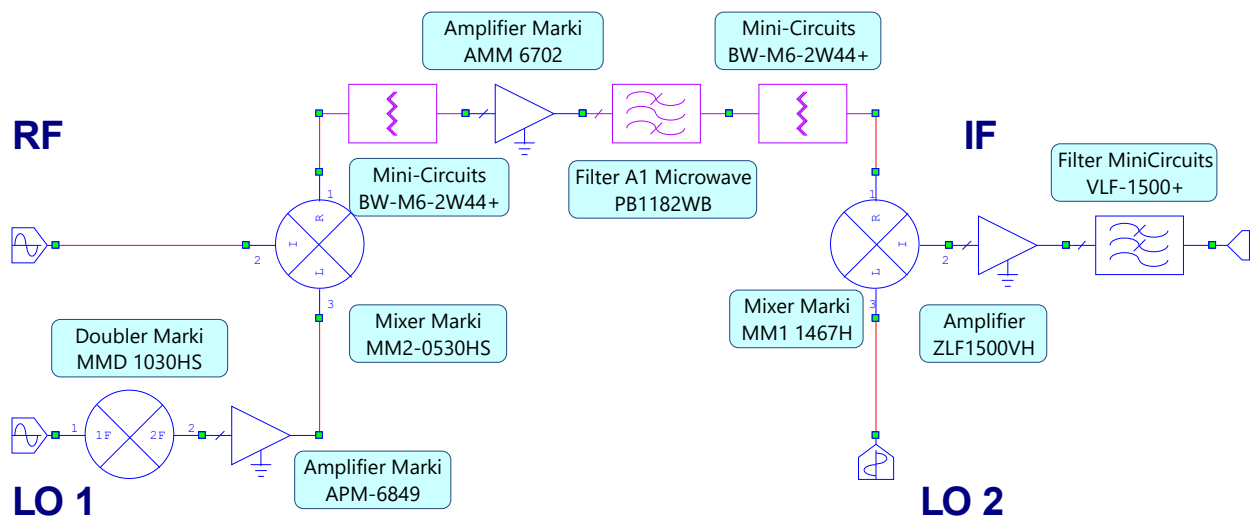 Amplifier Marki
AMM 6702
Mini-Circuits
BW-M6-2W44+
RF
IF
Mini-Circuits
BW-M6-2W44+
Filter A1 Microwave
PB1182WB
Filter MiniCircuits
VLF-1500+
1
R
I
L
2
3
1
R
I
L
2
3
Mixer Marki
MM2-0530HS
Mixer Marki
MM1 1467H
Amplifier
ZLF1500VH
Doubler Marki
MMD 1030HS
1
1F
2F
2
Amplifier Marki
APM-6849
LO 1
LO 2